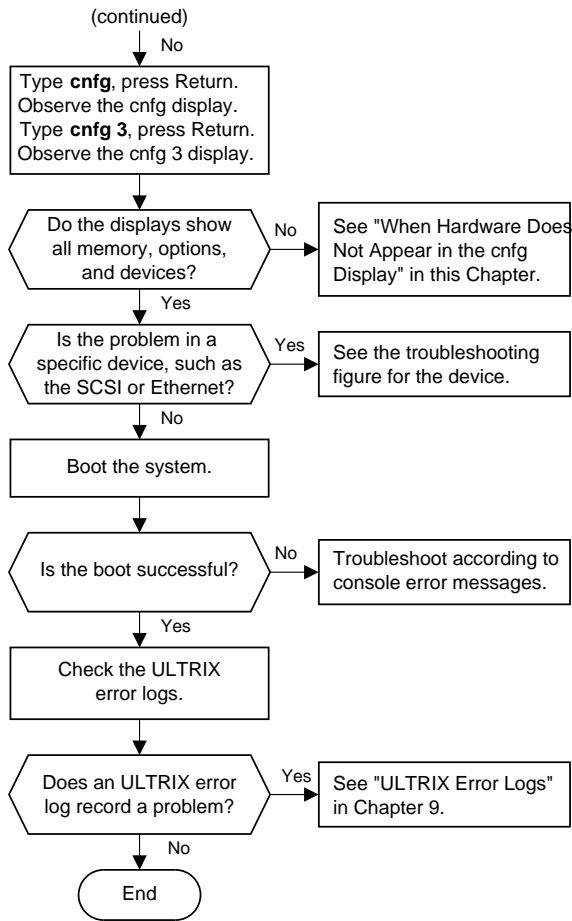 (continued)
No
Type cnfg, press Return.
Observe the cnfg display.
Type cnfg 3, press Return.
Observe the cnfg 3 display.
Do the displays show
all memory, options,
and devices?
No
See "When Hardware Does
Not Appear in the cnfg
Display" in this Chapter.
Yes
Is the problem in a
specific device, such as
the SCSI or Ethernet?
Yes
See the troubleshooting
figure for the device.
No
Boot the system.
Is the boot successful?
No
Troubleshoot according to
console error messages.
Yes
Check the ULTRIX
error logs.
Does an ULTRIX error
log record a problem?
Yes
See "ULTRIX Error Logs"
in Chapter 9.
No
End